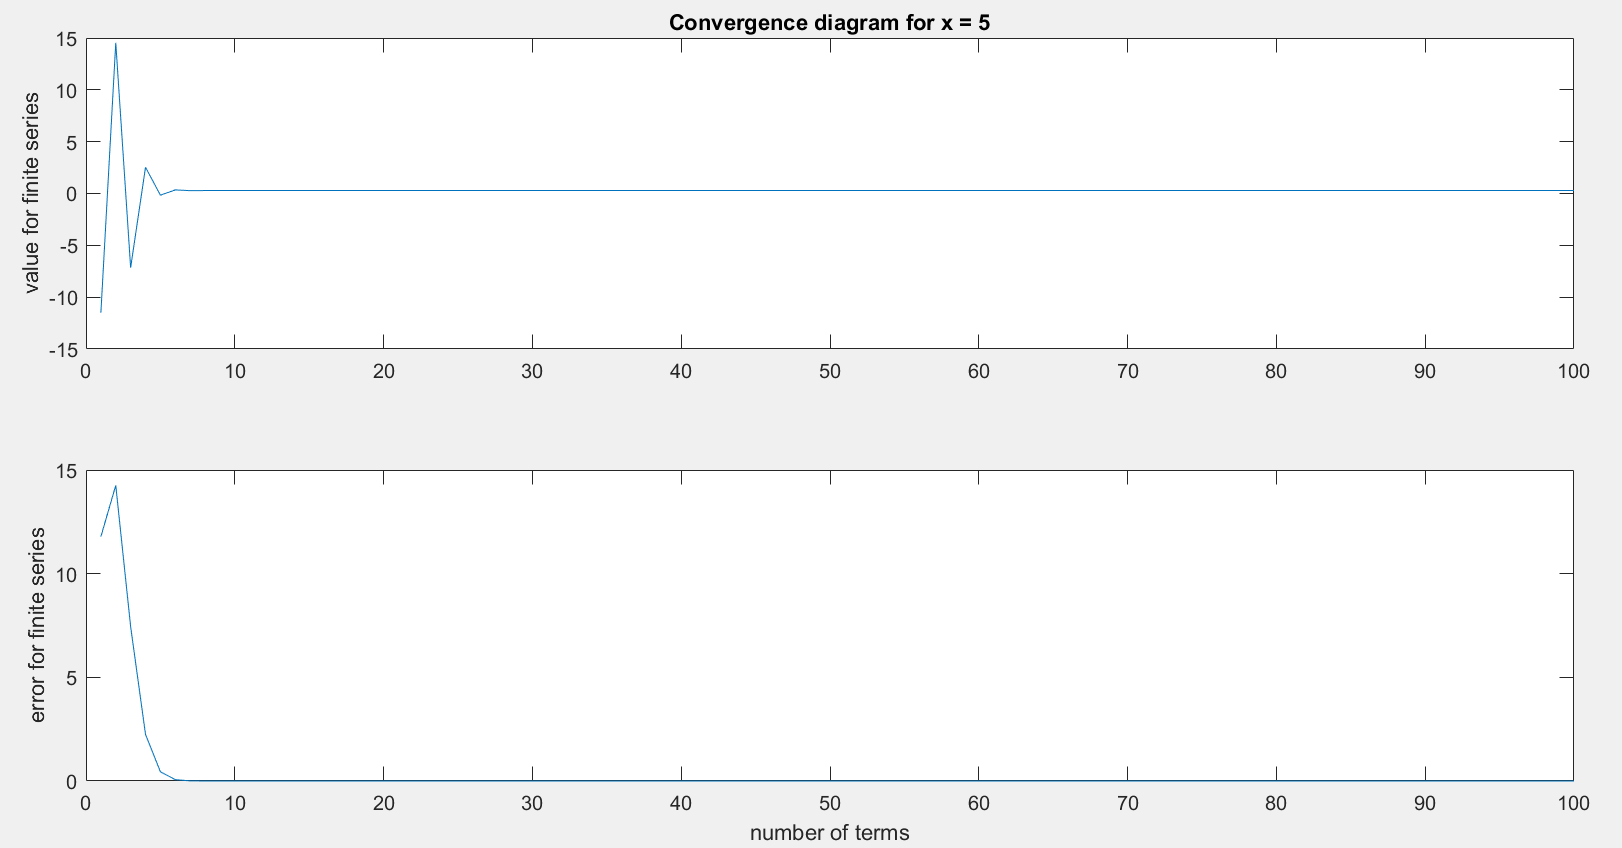 Convergence diagram for x = 5
value for finite series
15
10
5
0
-5
-10
-15
0 10 20 30 40 50 60 70 80 90 100
error for finite series
15
10
5
0
0 10 20 30 40 50 60 70 80 90 100
number of terms